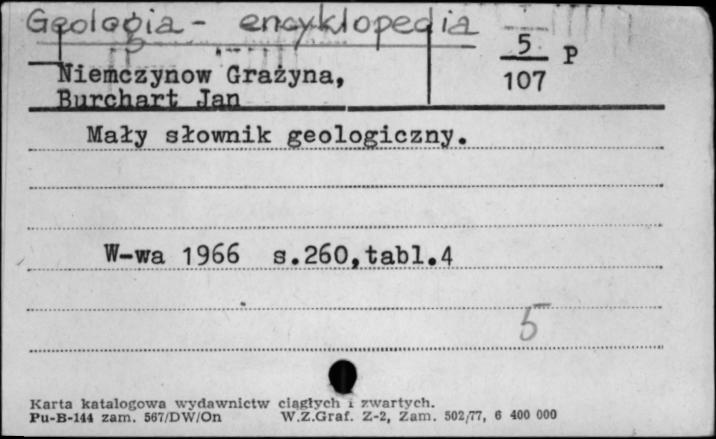 Geologia - encyklopedia
5 P
107
Niemczynow Grażyna,
Burchart Jan
Mały słownik geologiczny.
W-wa 1966 s.260,tabl.4
5
Karta katalogowa wydawnictw ciągłych i zwartych.
Pu-B-144 zam. 567/DW/On W.Z.Graf. Z-2, Zam. 502/77, 6 400 000